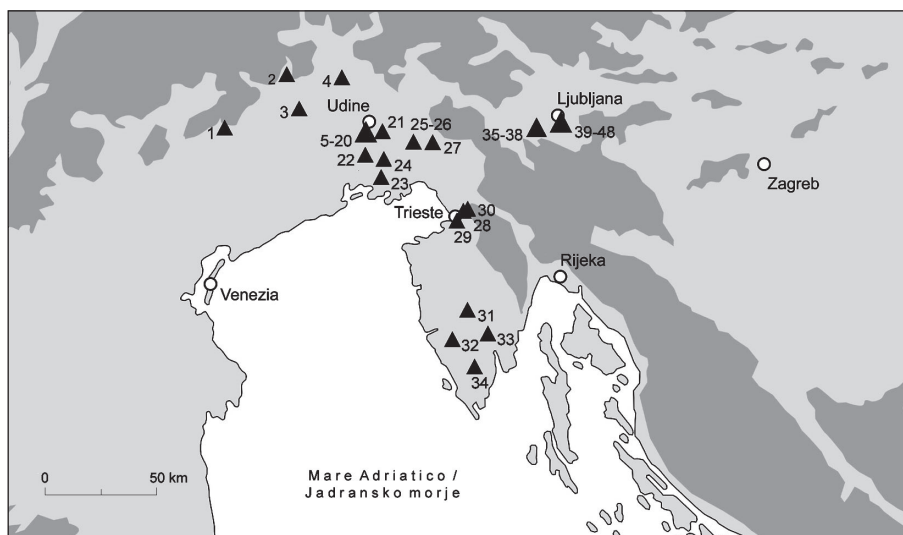 2
4
3
1
Udine
5-20
21
25-26
27
22
24
23
Ljubljana
35-38
39-48
Zagreb
Trieste
30
28
29
Rijeka
Venezia
31
32
33
34
0
50 km
Mare Adriatico /
Jadransko morje